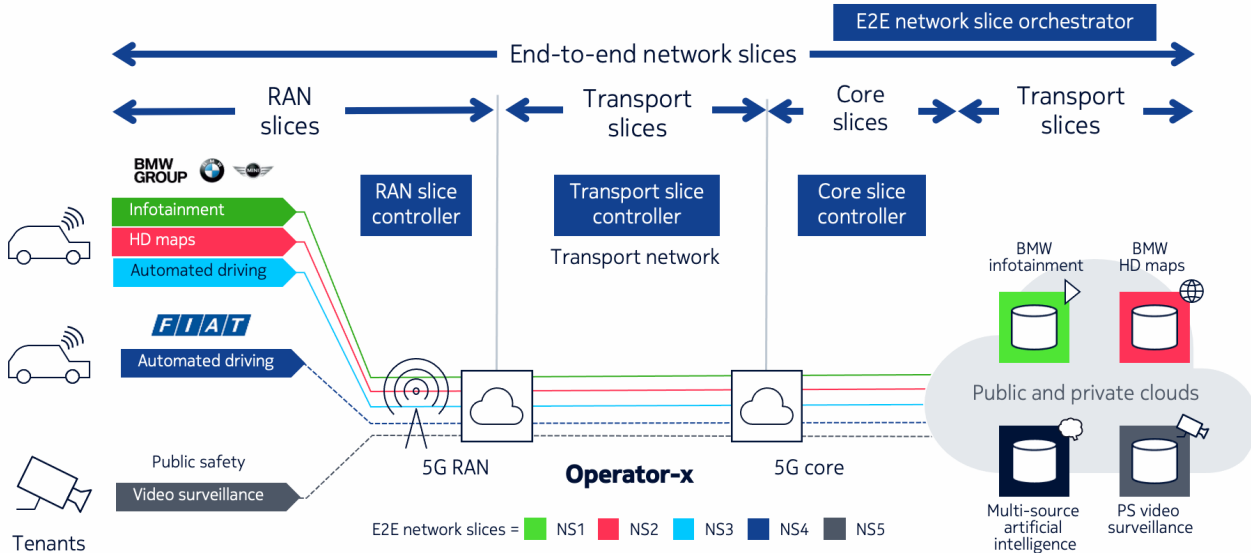 E2E network slice orchestrator
End-to-end network slices
RAN
slices
Transport
slices
Core
slices
Transport
slices
BMW
GROUP
MINI
RAN slice
controller
Transport slice
controller
Core slice
controller
Transport network
Infotainment
HD maps
Automated driving
FIAT
Automated driving
Public safety
Video surveillance
Tenants
5G RAN
Operator-x
5G core
BMW
infotainment
BMW
HD maps
Public and private clouds
Multi-source
artificial
intelligence
PS video
surveillance
E2E network slices = NS1 NS2 NS3 NS4 NS5